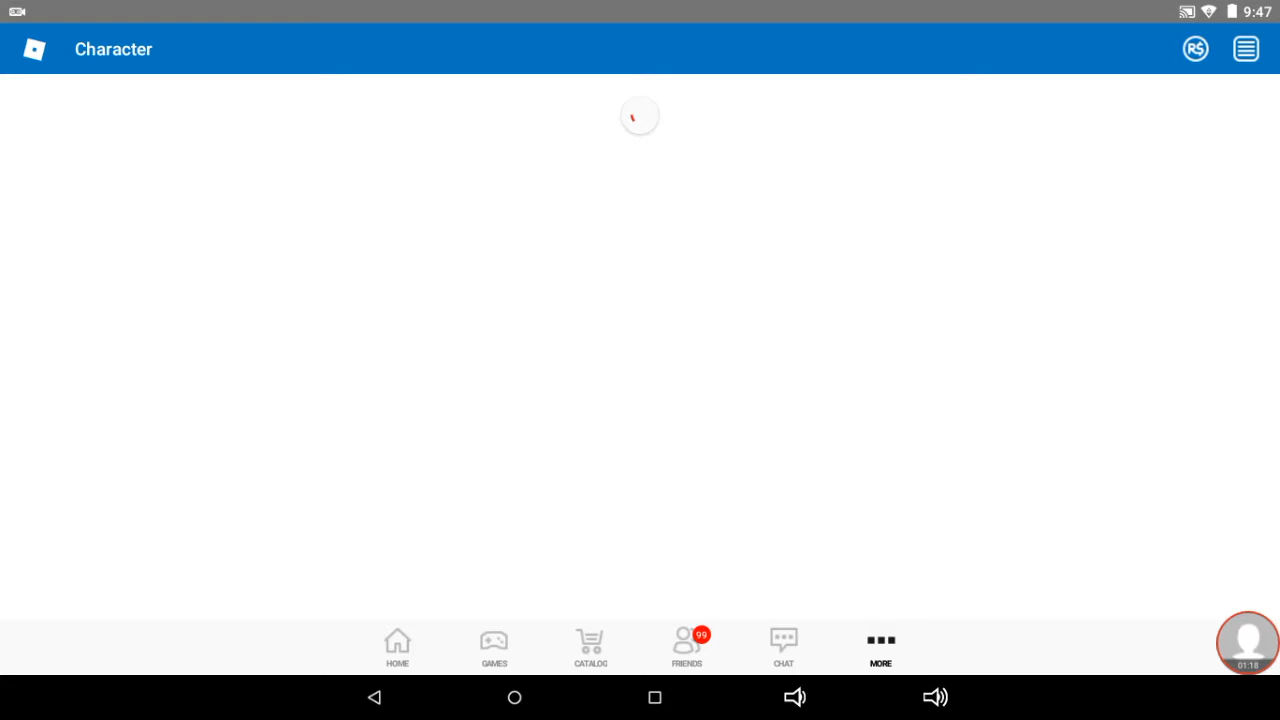 9:47
Character
R$
99
HOME
GAMES
CATALOG
FRIENDS
CHAT
MORE
01:18